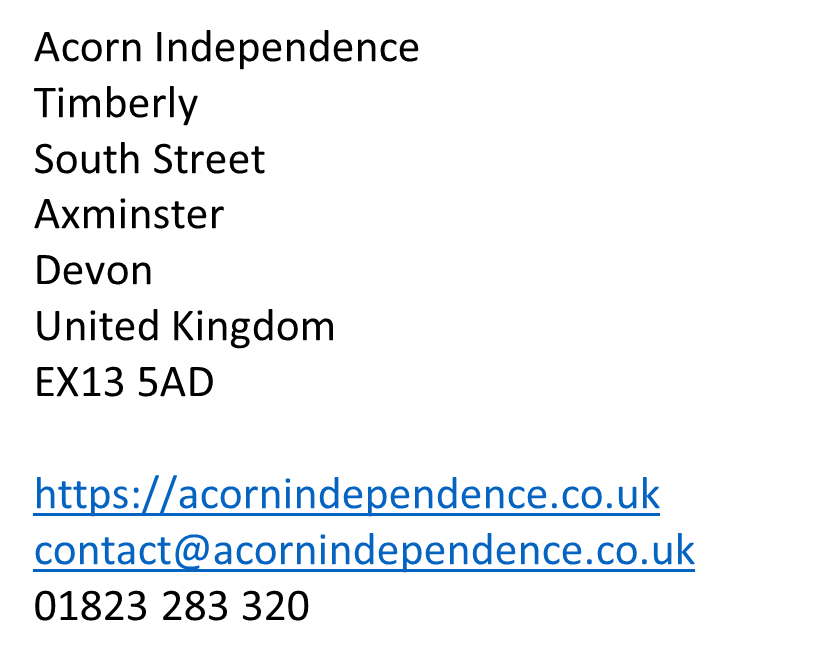 Acorn Independence
Timberly
South Street
Axminster
Devon
United Kingdom
EX13 5AD
https://acornindependence.co.uk
contact@acornindependence.co.uk
01823 283 320